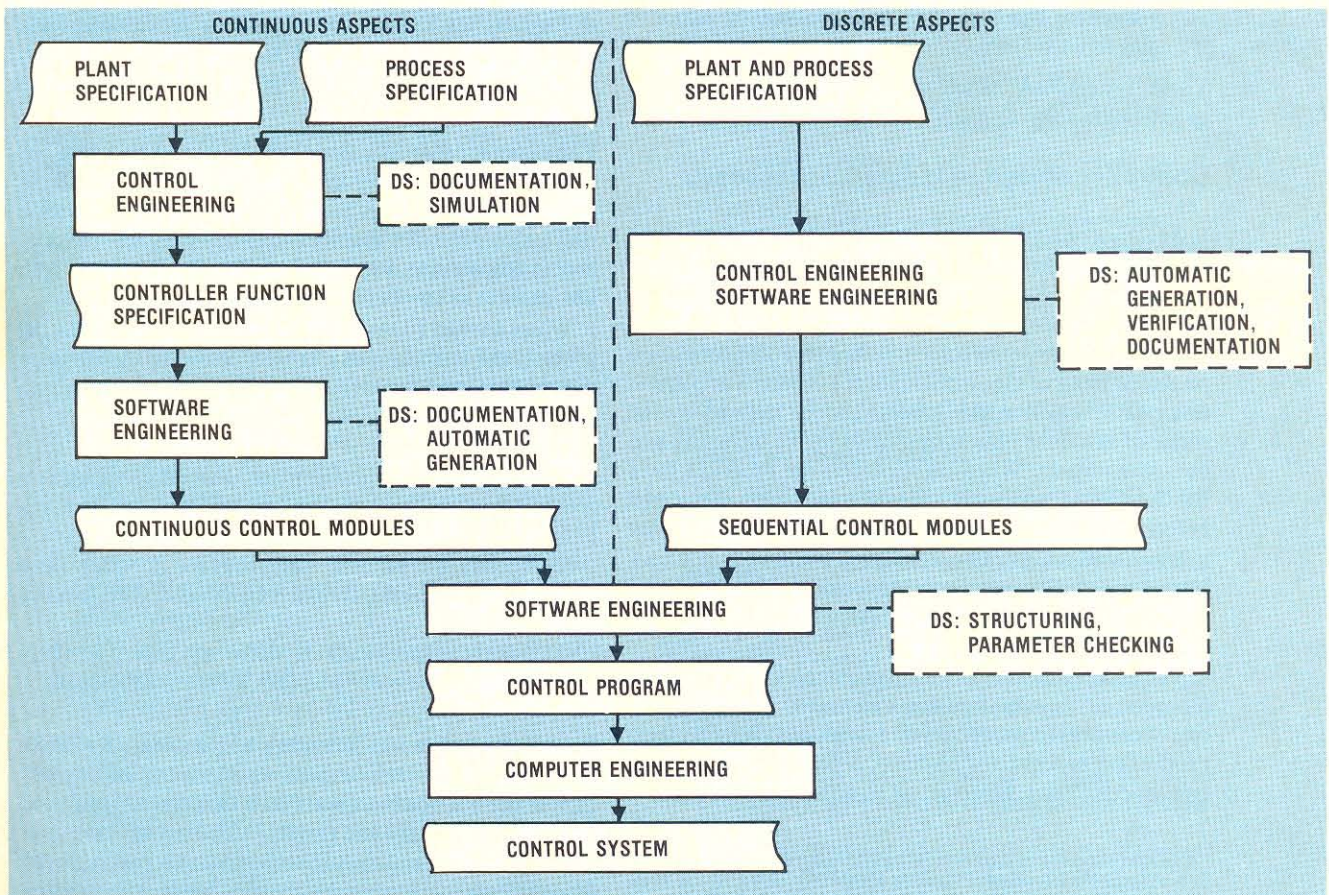 CONTINUOUS ASPECTS
DISCRETE ASPECTS
PLANT
SPECIFICATION
PROCESS
SPECIFICATION
PLANT AND PROCESS
SPECIFICATION
CONTROL
ENGINEERING
DS: DOCUMENTATION,
SIMULATION
CONTROLLER FUNCTION
SPECIFICATION
CONTROL ENGINEERING
SOFTWARE ENGINEERING
DS: AUTOMATIC
GENERATION,
VERIFICATION,
DOCUMENTATION
SOFTWARE
ENGINEERING
DS: DOCUMENTATION,
AUTOMATIC
GENERATION
CONTINUOUS CONTROL MODULES
SEQUENTIAL CONTROL MODULES
SOFTWARE ENGINEERING
DS: STRUCTURING,
PARAMETER CHECKING
CONTROL PROGRAM
COMPUTER ENGINEERING
CONTROL SYSTEM